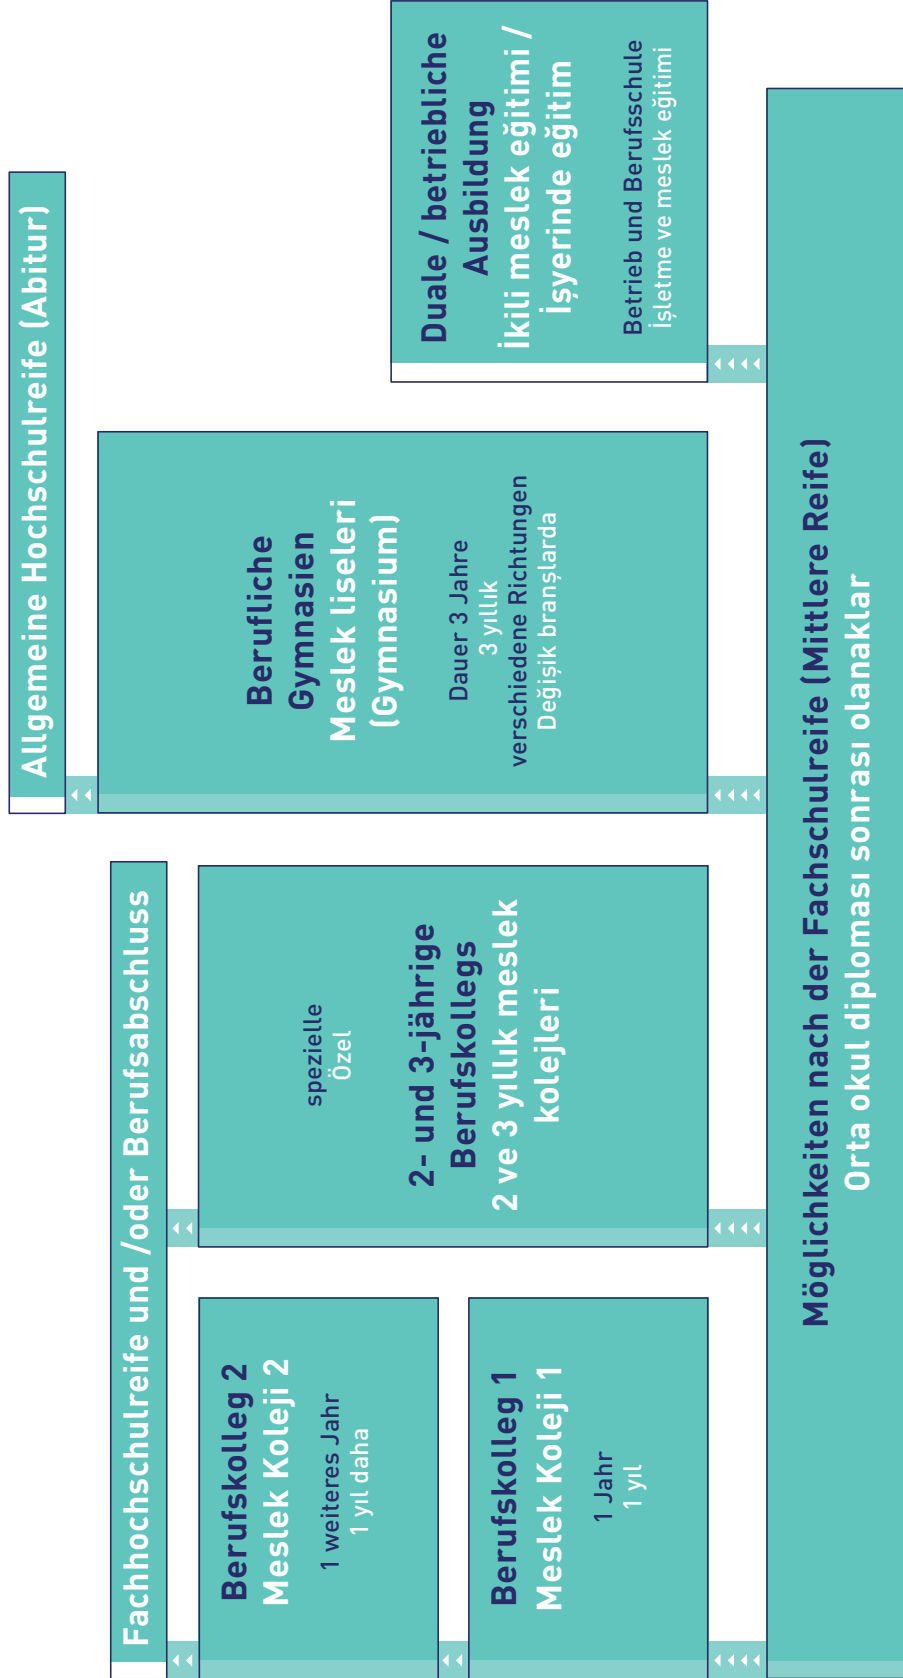 Allgemeine Hochschulreife (Abitur)
Fachhochschulreife und /oder Berufsabschluss
Berufskolleg 2
Meslek Koleji 2
1 weiteres Jahr
1 yıl daha
Berufskolleg 1
Meslek Koleji 1
1 Jahr
1 yıl
spezielle
Özel
2- und 3-jährige
Berufskollegs
2 ve 3 yıllık meslek
kolejleri
Berufliche
Gymnasien
Meslek liseleri
(Gymnasium)
Dauer 3 Jahre
3 yıllık
verschiedene Richtungen
Değişik branşlarda
Duale / betriebliche
Ausbildung
İkili meslek eğitimi /
İşyerinde eğitim
Betrieb und Berufsschule
İşletme ve meslek eğitimi
Möglichkeiten nach der Fachschulreife (Mittlere Reife)
Orta okul diploması sonrası olanaklar